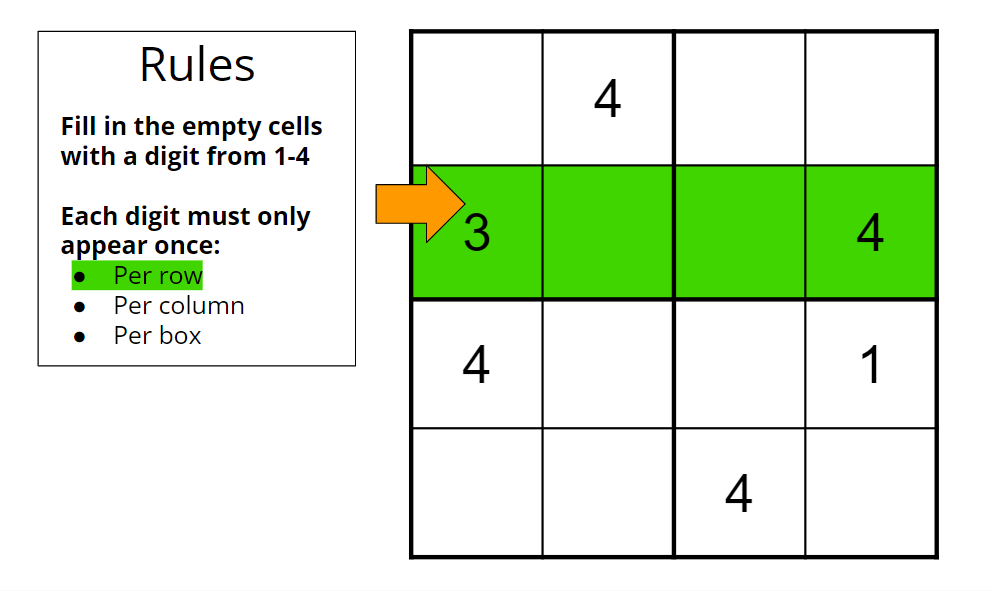 Rules
Fill in the empty cells
with a digit from 1-4
Each digit must only
appear once:
● Per row
● Per column
● Per box
4
3 4
4 1
4